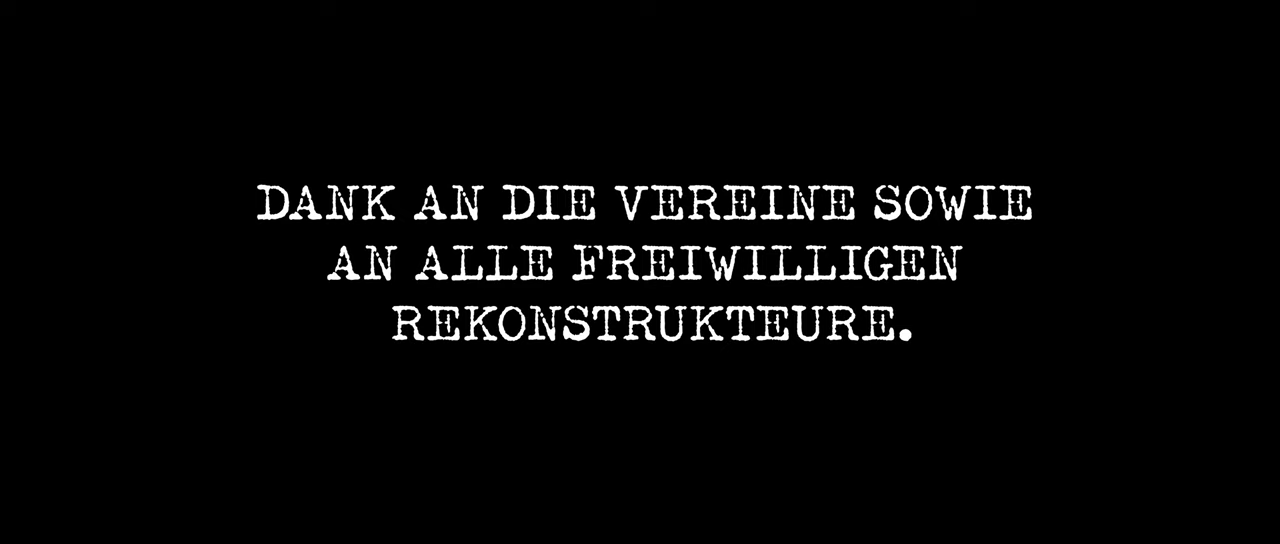 DANK AN DIE VEREINE SOWIE
AN ALLE FREIWILLIGEN
REKONSTRUKTEURE.